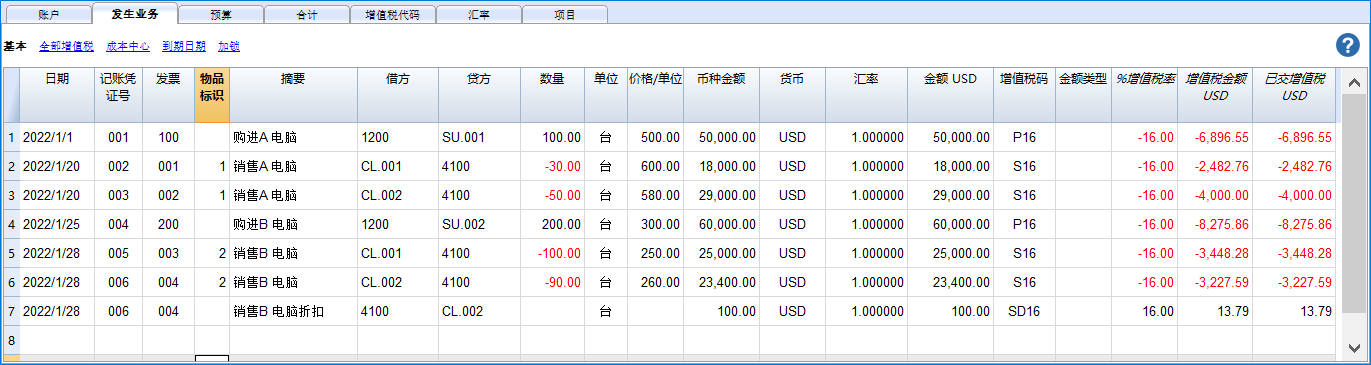 账户 发生业务 预算 合计 增值税代码 汇率 项目
基本 全部增值税 成本中心 到期日期 加锁 ?
日期 记账凭证号 发票 物品标识 摘要 借方 贷方 数量 单位 价格/单位 币种金额 货币 汇率 金额 USD 增值税码 金额类型 %增值税率 增值税金额 USD 已交增值税 USD
1 2022/1/1 001 100 购进A 电脑 1200 SU.001 100.00 台 500.00 50,000.00 USD 1.000000 50,000.00 P16 -16.00 -6,896.55 -6,896.55
2 2022/1/20 002 001 1 销售A 电脑 CL.001 4100 -30.00 台 600.00 18,000.00 USD 1.000000 18,000.00 S16 -16.00 -2,482.76 -2,482.76
3 2022/1/20 003 002 1 销售A 电脑 CL.002 4100 -50.00 台 580.00 29,000.00 USD 1.000000 29,000.00 S16 -16.00 -4,000.00 -4,000.00
4 2022/1/25 004 200 购进B 电脑 1200 SU.002 200.00 台 300.00 60,000.00 USD 1.000000 60,000.00 P16 -16.00 -8,275.86 -8,275.86
5 2022/1/28 005 003 2 销售B 电脑 CL.001 4100 -100.00 台 250.00 25,000.00 USD 1.000000 25,000.00 S16 -16.00 -3,448.28 -3,448.28
6 2022/1/28 006 004 2 销售B 电脑 CL.002 4100 -90.00 台 260.00 23,400.00 USD 1.000000 23,400.00 S16 -16.00 -3,227.59 -3,227.59
7 2022/1/28 006 004 销售B 电脑折扣 4100 CL.002 台 100.00 USD 1.000000 100.00 SD16 16.00 13.79 13.79
8